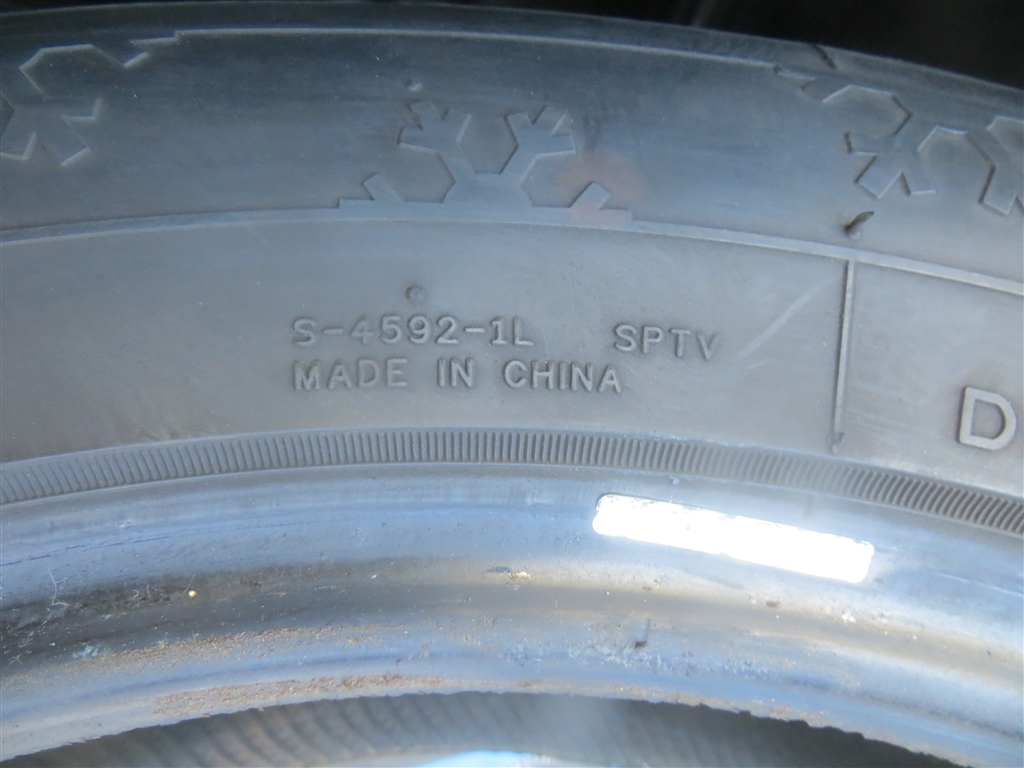 S-4592-1L SPTV
MADE IN CHINA
D